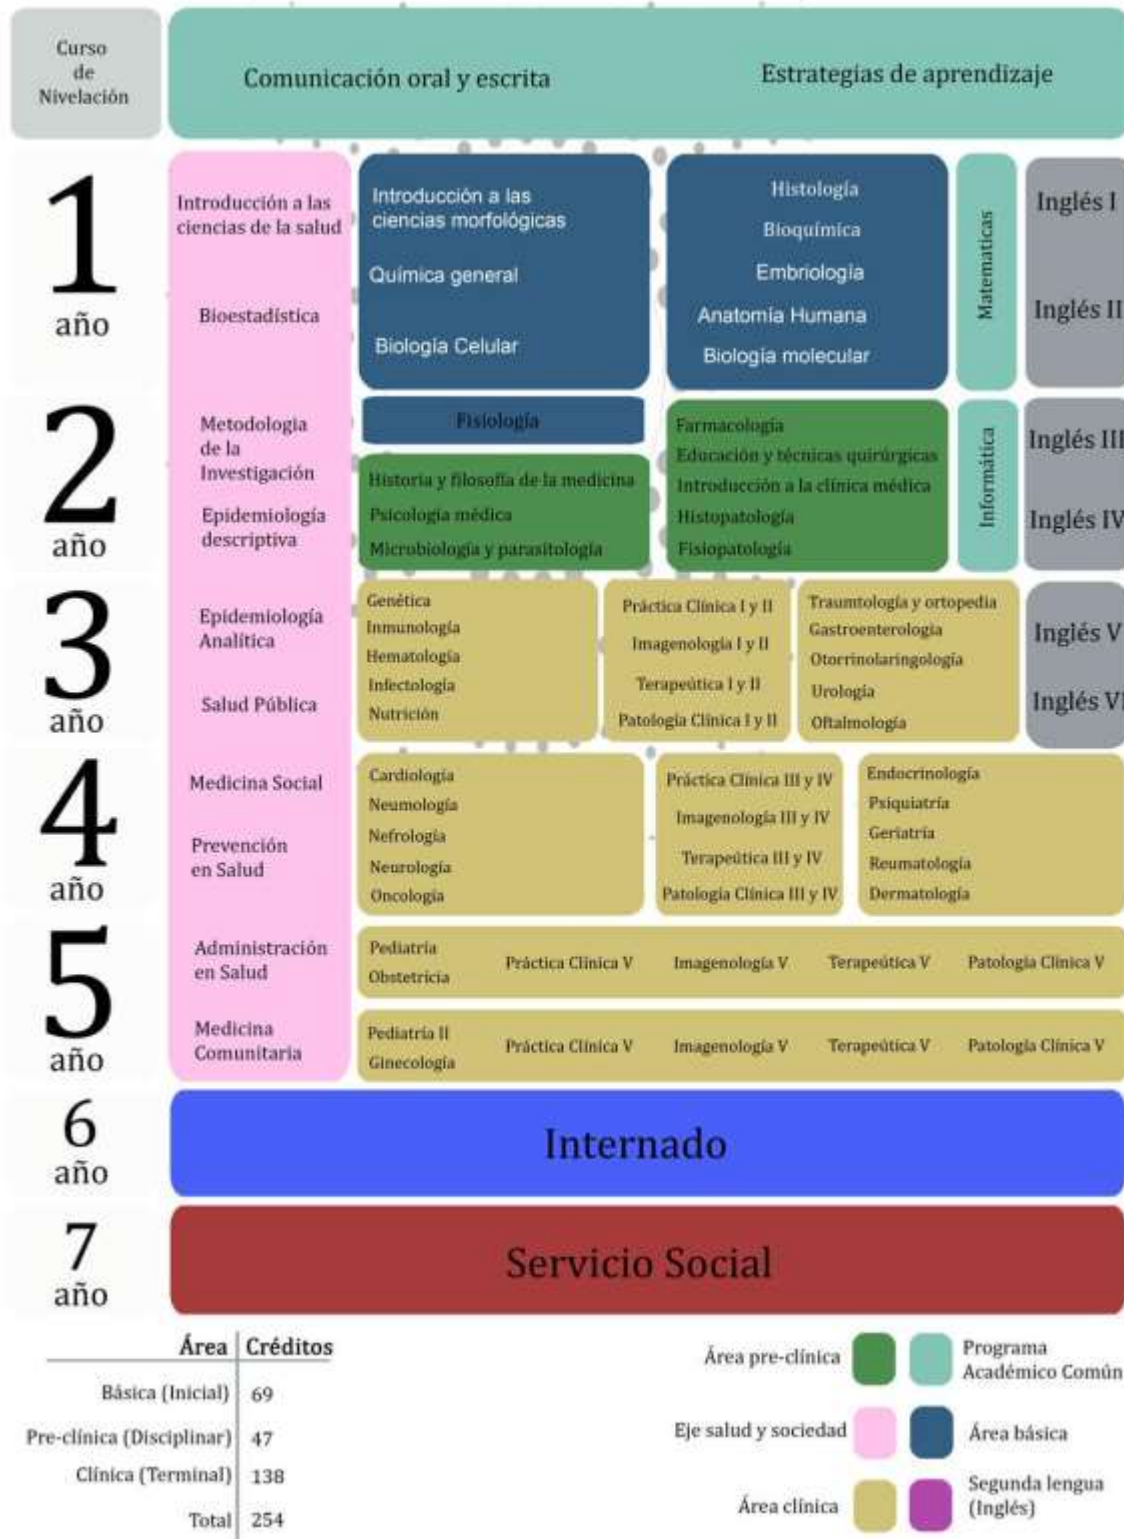 Curso
de
Nivelación
Comunicación oral y escrita
Estrategias de aprendizaje
1
año
Introducción a las
ciencias de la salud
Bioestadística
Introducción a las
ciencias morfológicas
Química general
Biología Celular
Histología
Bioquímica
Embriología
Anatomía Humana
Biología molecular
Matematicas
Inglés I
Inglés II
2
año
Metodologia
de la
Investigación
Epidemiología
descriptiva
Fisiología
Historia y filosofía de la medicina
Psicología médica
Microbiología y parasitología
Farmacología
Educación y técnicas quirúrgicas
Introducción a la clínica médica
Histopatología
Fisiopatología
Informática
Inglés III
Inglés IV
3
año
Epidemiología
Analítica
Salud Pública
Genética
Inmunología
Hematología
Infectología
Nutrición
Práctica Clínica I y II
Imagenología I y II
Terapeútica I y II
Patología Clínica I y II
Traumtología y ortopedia
Gastroenterología
Otorrinolaringología
Urología
Oftalmología
Inglés V
Inglés VI
4
año
Medicina Social
Prevención
en Salud
Cardiología
Neumología
Nefrología
Neurología
Oncología
Práctica Clínica III y IV
Imagenología III y IV
Terapeútica III y IV
Patología Clínica III y IV
Endocrinología
Psiquiatría
Geriatría
Reumatología
Dermatología
5
año
Administración
en Salud
Medicina
Comunitaria
Pediatría
Obstetricia
Práctica Clínica V
Imagenología V
Terapeútica V
Patología Clínica V
Pediatría II
Ginecología
Práctica Clínica V
Imagenología V
Terapeútica V
Patología Clínica V
6
año
Internado
7
año
Servicio Social
Área Créditos
Básica (Inicial) 69
Pre-clínica (Disciplinar) 47
Clínica (Terminal) 138
Total 254
Área pre-clínica
Programa
Académico Común
Eje salud y sociedad
Área básica
Área clínica
Segunda lengua
(Inglés)